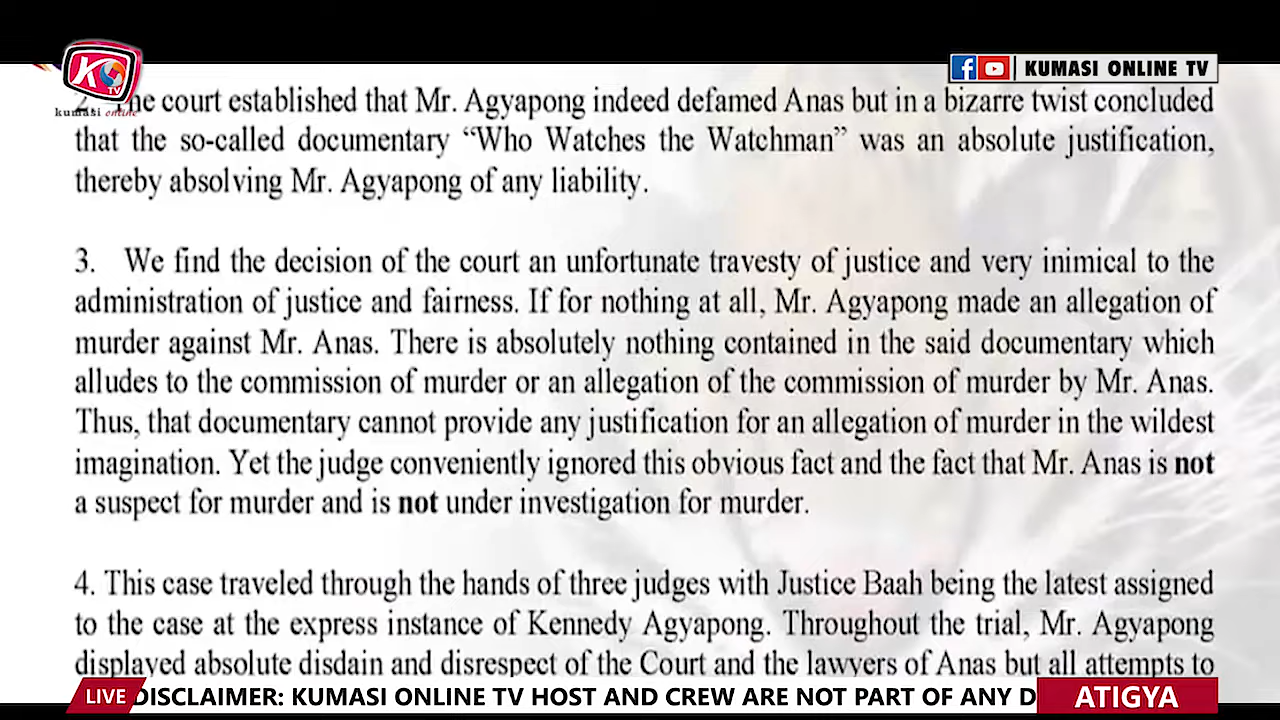 KUMASI ONLINE TV
K
TV
kumasi online
2. The court established that Mr. Agyapong indeed defamed Anas but in a bizarre twist concluded
that the so-called documentary “Who Watches the Watchman” was an absolute justification,
thereby absolving Mr. Agyapong of any liability.
3. We find the decision of the court an unfortunate travesty of justice and very inimical to the
administration of justice and fairness. If for nothing at all, Mr. Agyapong made an allegation of
murder against Mr. Anas. There is absolutely nothing contained in the said documentary which
alludes to the commission of murder or an allegation of the commission of murder by Mr. Anas.
Thus, that documentary cannot provide any justification for an allegation of murder in the wildest
imagination. Yet the judge conveniently ignored this obvious fact and the fact that Mr. Anas is not
a suspect for murder and is not under investigation for murder.
4. This case traveled through the hands of three judges with Justice Baah being the latest assigned
to the case at the express instance of Kennedy Agyapong. Throughout the trial, Mr. Agyapong
displayed absolute disdain and disrespect of the Court and the lawyers of Anas but all attempts to
LIVE DISCLAIMER: KUMASI ONLINE TV HOST AND CREW ARE NOT PART OF ANY D
ATIGYA